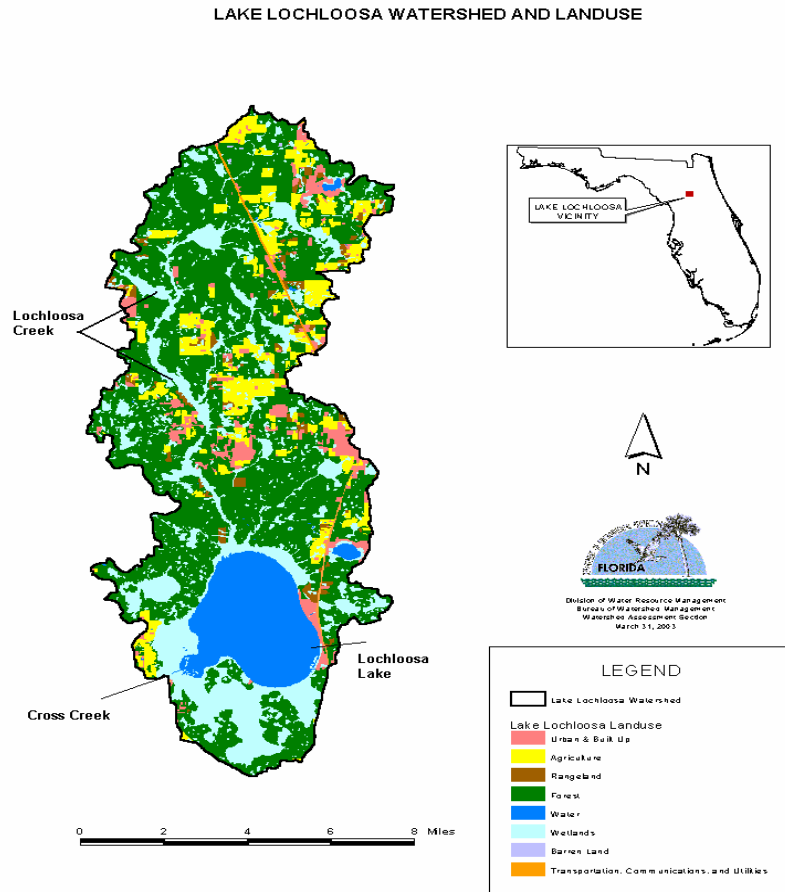 LAKE LOCHLOOSA WATERSHED AND LANDUSE
LAKE LOCHLOOSA
VICINITY
Lochloosa
Creek
N
FLORIDA
Division of Water Resource Management
Bureau of Watershed Management
Watershed Assessment Section
March 31, 2003
Lochloosa
Lake
Cross Creek
LEGEND
Lake Lochloosa Watershed
Lake Lochloosa Landuse
Urban & Built Up
Agriculture
Rangeland
Forest
Water
Wetlands
Barren Land
Transportation, Communications, and Utilities
0 2 4 6 8 Miles